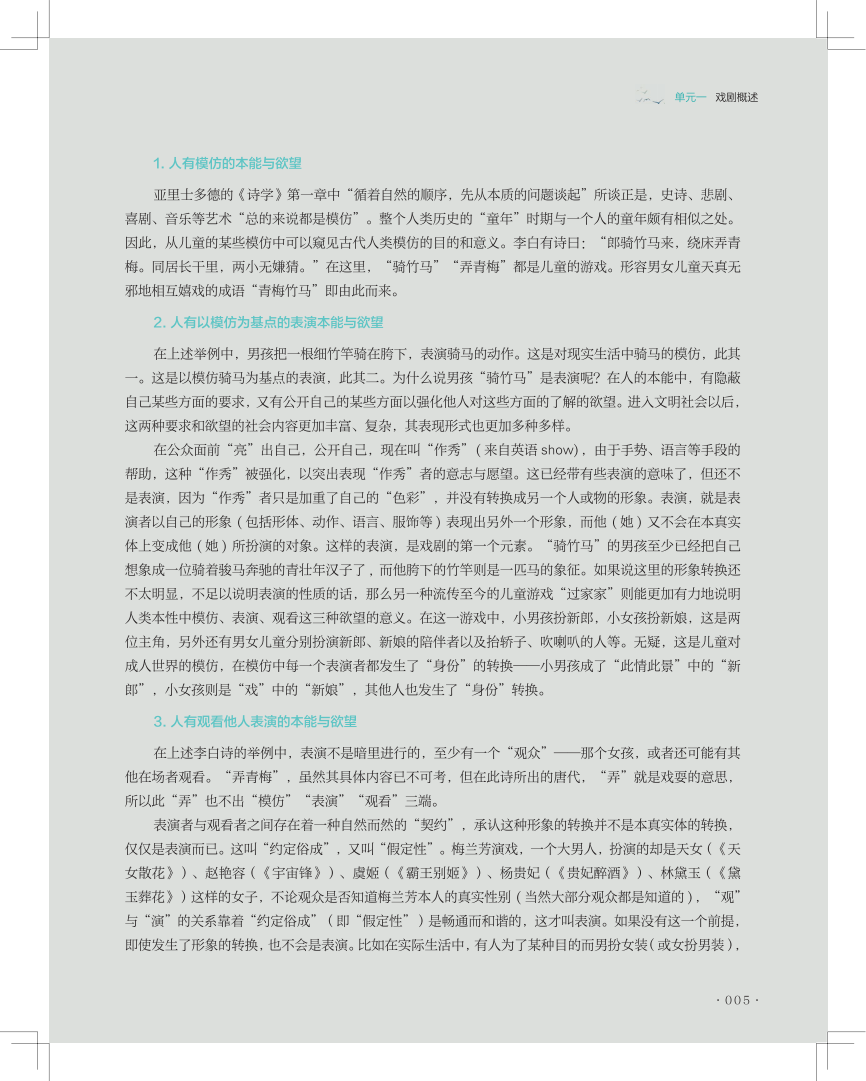 单元一 戏剧概述
1. 人有模仿的本能与欲望
亚里士多德的《诗学》第一章中“循着自然的顺序，先从本质的问题谈起”所谈正是，史诗、悲剧、
喜剧、音乐等艺术“总的来说都是模仿”。整个人类历史的“童年”时期与一个人的童年颇有相似之处。
因此，从儿童的某些模仿中可以窥见古代人类模仿的目的和意义。李白有诗曰：“郎骑竹马来，绕床弄青
梅。同居长干里，两小无嫌猜。”在这里，“骑竹马”“弄青梅”都是儿童的游戏。形容男女儿童天真无
邪地相互嬉戏的成语“青梅竹马”即由此而来。
2. 人有以模仿为基点的表演本能与欲望
在上述举例中，男孩把一根细竹竿骑在胯下，表演骑马的动作。这是对现实生活中骑马的模仿，此其
一。这是以模仿骑马为基点的表演，此其二。为什么说男孩“骑竹马”是表演呢？在人的本能中，有隐蔽
自己某些方面的要求，又有公开自己的某些方面以强化他人对这些方面的了解的欲望。进入文明社会以后，
这两种要求和欲望的社会内容更加丰富、复杂，其表现形式也更加多种多样。
在公众面前“亮”出自己，公开自己，现在叫“作秀”(来自英语 show)，由于手势、语言等手段的
帮助，这种“作秀”被强化，以突出表现“作秀”者的意志与愿望。这已经带有些表演的意味了，但还不
是表演，因为“作秀”者只是加重了自己的“色彩”，并没有转换成另一个人或物的形象。表演，就是表
演者以自己的形象(包括形体、动作、语言、服饰等)表现出另外一个形象，而他(她)又不会在本真实
体上变成他(她)所扮演的对象。这样的表演，是戏剧的第一个元素。“骑竹马”的男孩至少已经把自己
想象成一位骑着骏马奔驰的青壮年汉子了，而他胯下的竹竿则是一匹马的象征。如果说这里的形象转换还
不太明显，不足以说明表演的性质的话，那么另一种流传至今的儿童游戏“过家家”则能更加有力地说明
人类本性中模仿、表演、观看这三种欲望的意义。在这一游戏中，小男孩扮新郎，小女孩扮新娘，这是两
位主角，另外还有男女儿童分别扮演新郎、新娘的陪伴者以及抬轿子、吹喇叭的人等。无疑，这是儿童对
成人世界的模仿，在模仿中每一个表演者都发生了“身份”的转换——小男孩成了“此情此景”中的“新
郎”，小女孩则是“戏”中的“新娘”，其他人也发生了“身份”转换。
3. 人有观看他人表演的本能与欲望
在上述李白诗的举例中，表演不是暗里进行的，至少有一个“观众”——那个女孩，或者还可能有其
他在场者观看。“弄青梅”，虽然其具体内容已不可考，但在此诗所出的唐代，“弄”就是戏耍的意思，
所以此“弄”也不出“模仿”“表演”“观看”三端。
表演者与观看者之间存在着一种自然而然的“契约”，承认这种形象的转换并不是本真实体的转换，
仅仅是表演而已。这叫“约定俗成”，又叫“假定性”。梅兰芳演戏，一个大男人，扮演的却是天女(《天
女散花》)、赵艳容(《宇宙锋》)、虞姬(《霸王别姬》)、杨贵妃(《贵妃醉酒》)、林黛玉(《黛
玉葬花》)这样的女子，不论观众是否知道梅兰芳本人的真实性别(当然大部分观众都是知道的)，“观”
与“演”的关系靠着“约定俗成”(即“假定性”)是畅通而和谐的，这才叫表演。如果没有这一个前提，
即使发生了形象的转换，也不会是表演。比如在实际生活中，有人为了某种目的而男扮女装(或女扮男装)，
·005·